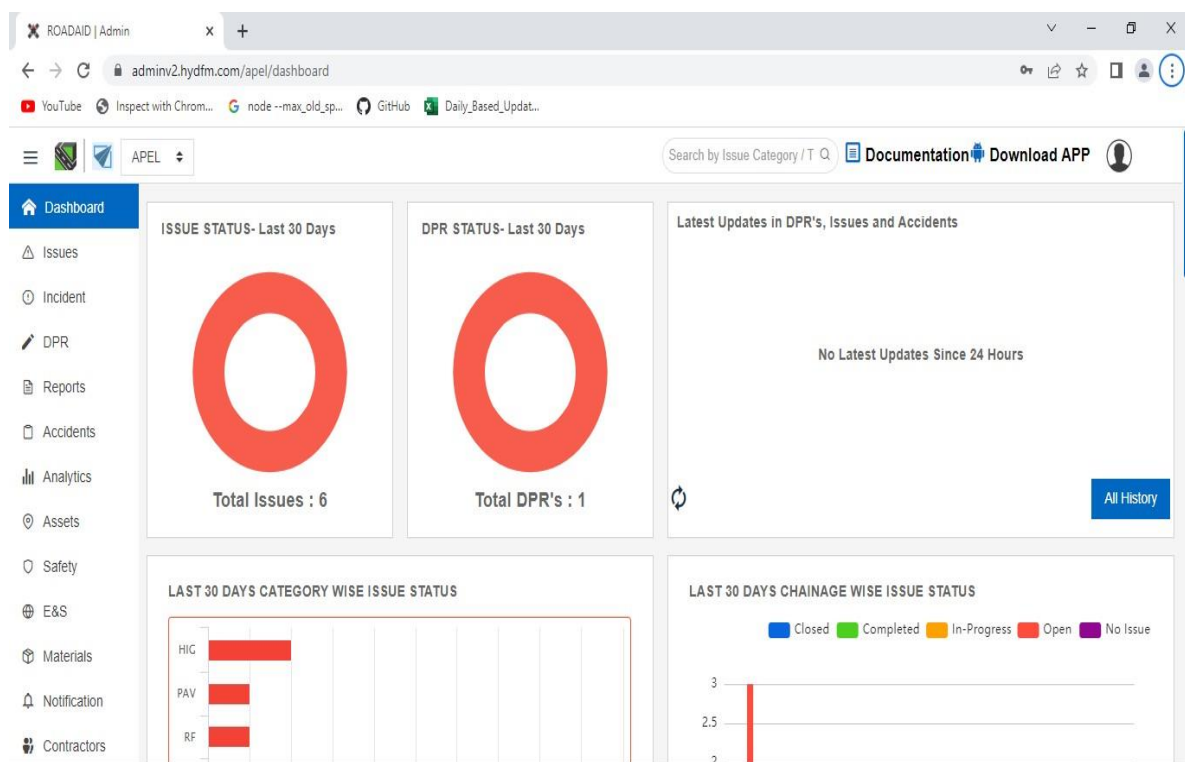 ROADAID | Admin
adminv2.hydfm.com/apel/dashboard
YouTube Inspect with Chrom... node --max_old_sp... GitHub Daily_Based_Updat...
APEL
Search by Issue Category / T
Documentation
Download APP
Dashboard
Issues
Incident
DPR
Reports
Accidents
Analytics
Assets
Safety
E&S
Materials
Notification
Contractors
ISSUE STATUS- Last 30 Days
Total Issues : 6
DPR STATUS- Last 30 Days
Total DPR's : 1
Latest Updates in DPR's, Issues and Accidents
No Latest Updates Since 24 Hours
All History
LAST 30 DAYS CATEGORY WISE ISSUE STATUS
HIG
PAV
RF
LAST 30 DAYS CHAINAGE WISE ISSUE STATUS
Closed Completed In-Progress Open No Issue
3
2.5
2